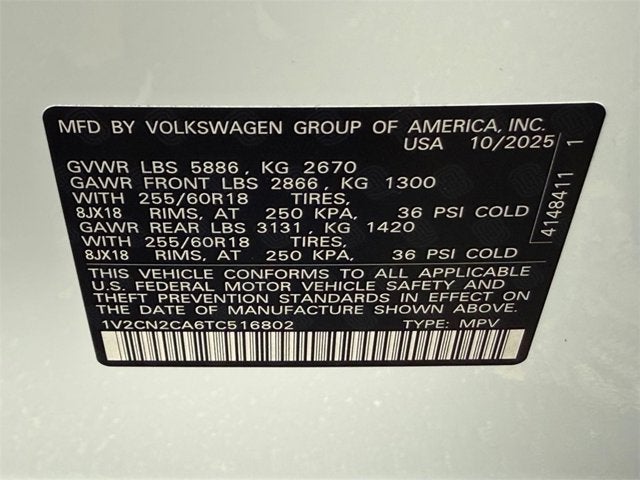 MFD BY VOLKSWAGEN GROUP OF AMERICA, INC.
USA 10/2025
GVWR LBS 5886, KG 2670
GAWR FRONT LBS 2866, KG 1300
WITH 255/60R18 TIRES,
8JX18 RIMS, AT 250 KPA, 36 PSI COLD
GAWR REAR LBS 3131, KG 1420
WITH 255/60R18 TIRES,
8JX18 RIMS, AT 250 KPA, 36 PSI COLD
THIS VEHICLE CONFORMS TO ALL APPLICABLE
U.S. FEDERAL MOTOR VEHICLE SAFETY AND
THEFT PREVENTION STANDARDS IN EFFECT ON
THE DATE OF MANUFACTURE SHOWN ABOVE.
1V2CN2CA6TC516802 TYPE: MPV
4148411 1